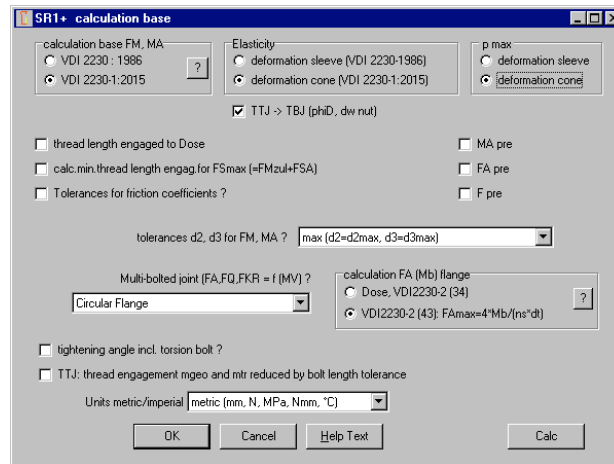 SR1+ calculation base
calculation base FM, MA
VDI 2230 : 1986
VDI 2230-1:2015
?
Elasticity
deformation sleeve (VDI 2230-1986)
deformation cone (VDI 2230-1:2015)
p max
deformation sleeve
deformation cone
TTJ -> TBJ (phiD, dw nut)
thread length engaged to Dose
MA pre
calc.min.thread length engag.for FSmax (=FMzul+FSA)
FA pre
Tolerances for friction coefficients ?
F pre
tolerances d2, d3 for FM, MA ? max (d2=d2max, d3=d3max)
Multi-bolted joint (FA,FQ,FKR = f (MV) ?
Circular Flange
calculation FA (Mb) flange
Dose, VDI2230-2 (34)
VDI2230-2 (43): FAmax=4*Mb/(ns*dt)
?
tightening angle incl. torsion bolt ?
TTJ: thread engagement mgeo and mtr reduced by bolt length tolerance
Units metric/imperial metric (mm, N, MPa, Nmm, °C)
OK Cancel Help Text Calc